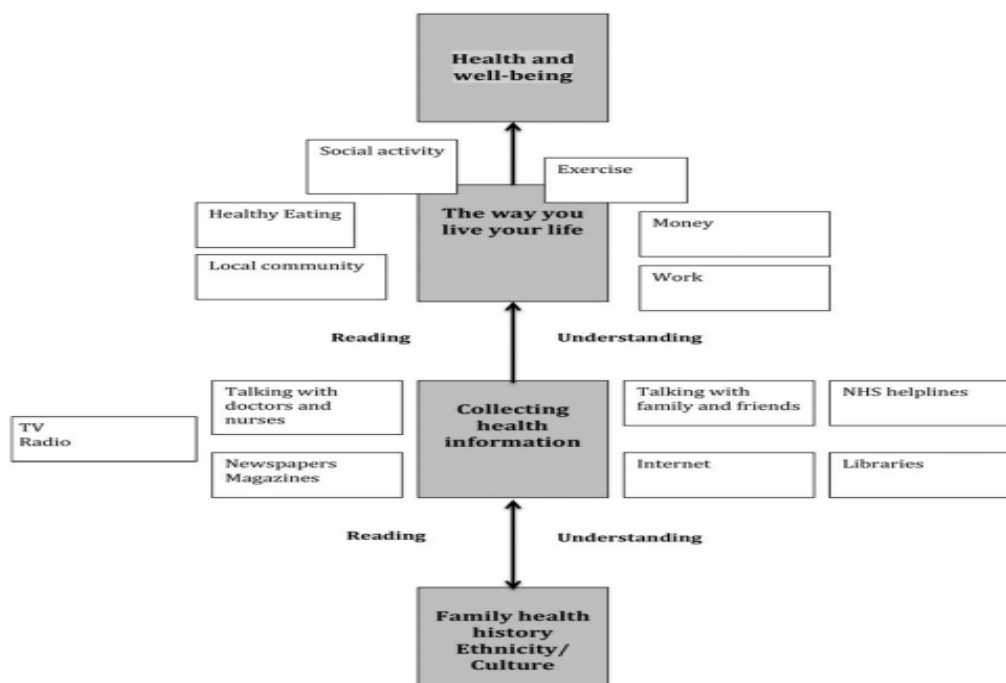 Health and
well-being
Social activity
Exercise
Healthy Eating
The way you
live your life
Money
Local community
Work
Reading
Understanding
Talking with
doctors and
nurses
Collecting
health
information
Talking with
family and friends
NHS helplines
TV
Radio
Newspapers
Magazines
Internet
Libraries
Reading
Understanding
Family health
history
Ethnicity/
Culture